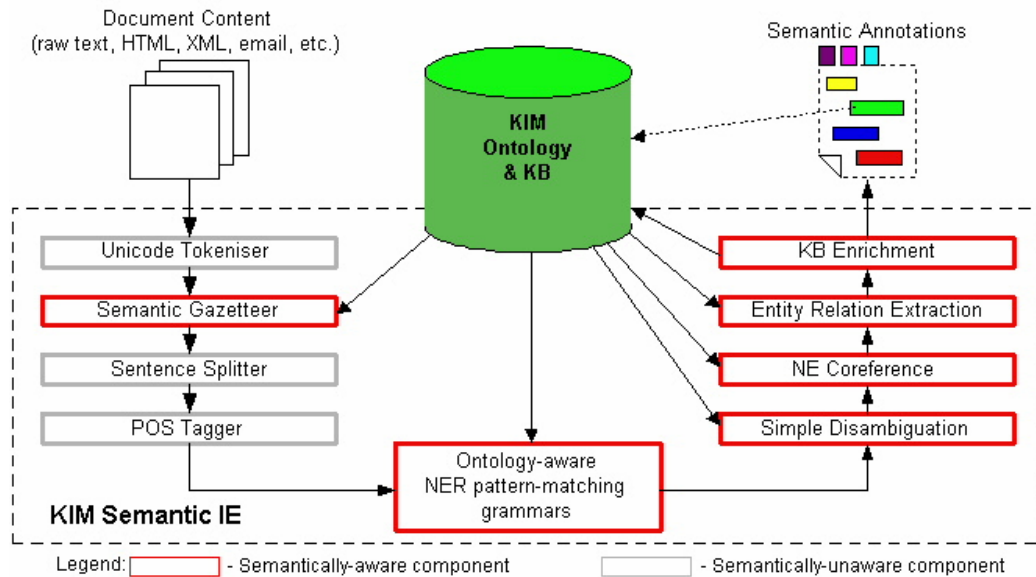 Document Content
(raw text, HTML, XML, email, etc.)
Semantic Annotations
KIM
Ontology
& KB
Unicode Tokeniser
Semantic Gazetteer
Sentence Splitter
POS Tagger
Ontology-aware
NER pattern-matching
grammars
KB Enrichment
Entity Relation Extraction
NE Coreference
Simple Disambiguation
KIM Semantic IE
Legend: - Semantically-aware component - Semantically-unaware component